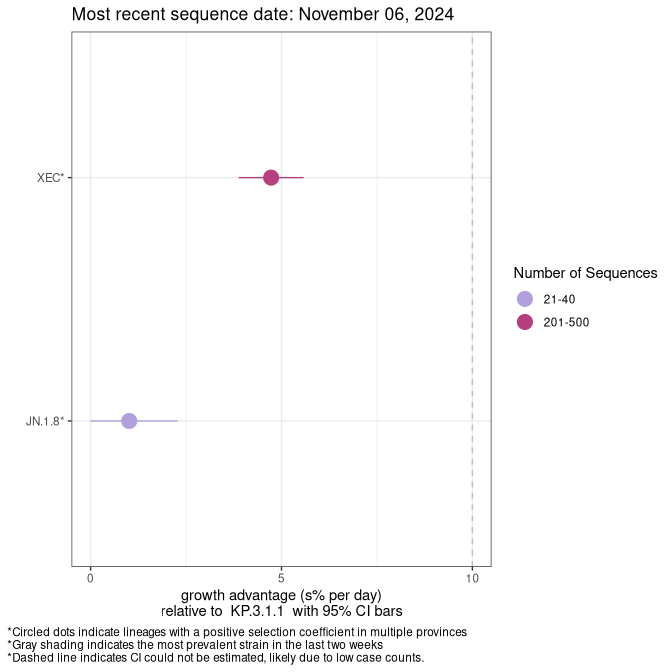 Most recent sequence date: November 06, 2024
XEC*
JN.1.8*
Number of Sequences
21-40
201-500
0 5 10
growth advantage (s% per day)
relative to  KP.3.1.1  with 95% CI bars
*Circled dots indicate lineages with a positive selection coefficient in multiple provinces
*Gray shading indicates the most prevalent strain in the last two weeks
*Dashed line indicates CI could not be estimated, likely due to low case counts.